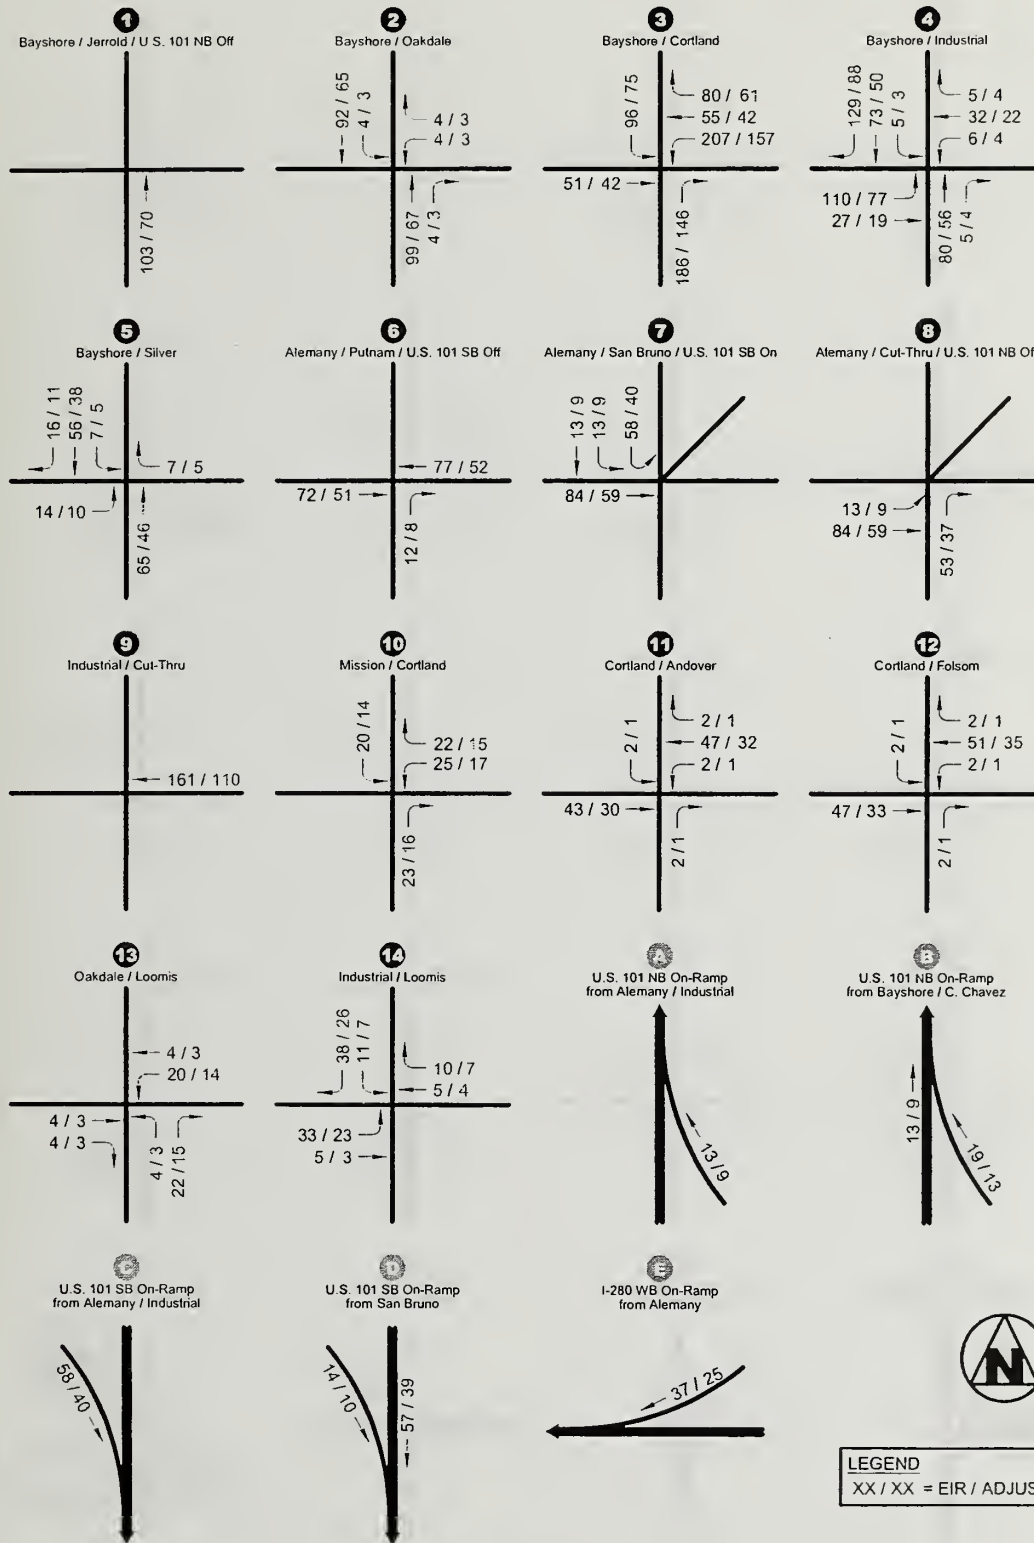 1
Bayshore / Jerrold / U.S. 101 NB Off
103 / 70
2
Bayshore / Oakdale
92 / 65
4 / 3
4 / 3
4 / 3
99 / 67
4 / 3
3
Bayshore / Cortland
96 / 75
80 / 61
55 / 42
207 / 157
51 / 42
186 / 146
4
Bayshore / Industrial
129 / 88
73 / 50
5 / 3
5 / 4
32 / 22
6 / 4
110 / 77
27 / 19
80 / 56
5 / 4
5
Bayshore / Silver
16 / 11
56 / 38
7 / 5
7 / 5
14 / 10
65 / 46
6
Alemany / Putnam / U.S. 101 SB Off
77 / 52
72 / 51
12 / 8
7
Alemany / San Bruno / U.S. 101 SB On
13 / 9
13 / 9
58 / 40
84 / 59
8
Alemany / Cut-Thru / U.S. 101 NB Off
13 / 9
84 / 59
53 / 37
9
Industrial / Cut-Thru
161 / 110
10
Mission / Cortland
20 / 14
22 / 15
25 / 17
23 / 16
11
Cortland / Andover
2 / 1
2 / 1
47 / 32
2 / 1
43 / 30
2 / 1
12
Cortland / Folsom
2 / 1
2 / 1
51 / 35
2 / 1
47 / 33
2 / 1
13
Oakdale / Loomis
4 / 3
20 / 14
4 / 3
4 / 3
4 / 3
22 / 15
14
Industrial / Loomis
38 / 26
11 / 7
10 / 7
5 / 4
33 / 23
5 / 3
A
U.S. 101 NB On-Ramp
from Alemany / Industrial
13 / 9
B
U.S. 101 NB On-Ramp
from Bayshore / C. Chavez
13 / 9
19 / 13
C
U.S. 101 SB On-Ramp
from Alemany / Industrial
58 / 40
D
U.S. 101 SB On-Ramp
from San Bruno
14 / 10
57 / 39
E
I-280 WB On-Ramp
from Alemany
37 / 25
N
LEGEND
XX / XX = EIR / ADJUS